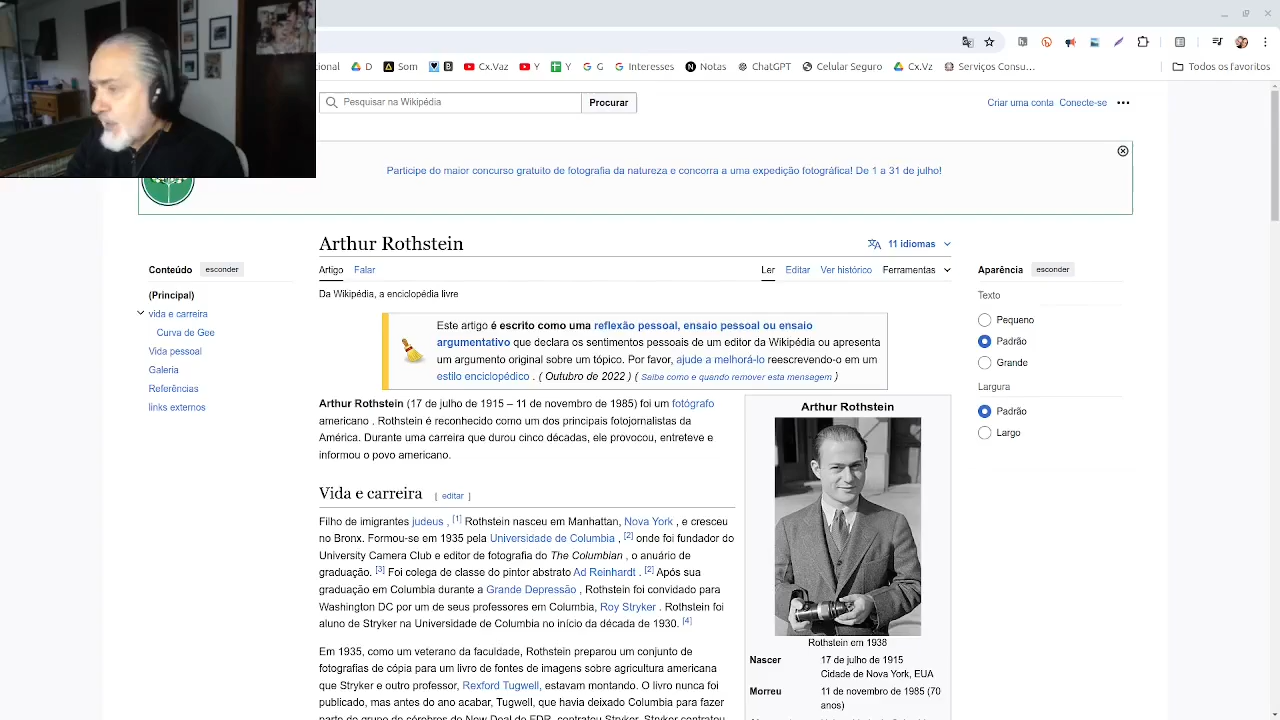 ional
D
Som
B
Cx.Vz
Y
Y
G
Interesses
Notas
ChatGPT
Celulo Seguro
Cx.Vz
Serviços Consu...
Todos os favoritos
Pesquisar na Wikipédia
Procurar
Criar uma conta Conecte-se
Participe do maior concurso gratuito de fotografia da natureza e concorra a uma expedição fotográfica! De 1 a 31 de julho!
Arthur Rothstein
11 idiomas
Conteúdo esconder
(Principal)
vida e carreira
Curva de Gee
Vida pessoal
Galeria
Referências
links externos
Artigo Falar
Ler Editar Ver histórico Ferramentas
Da Wikipédia, a enciclopédia livre
Este artigo é escrito como uma reflexão pessoal, ensaio pessoal ou ensaio
argumentativo que declara os sentimentos pessoais de um editor da Wikipédia ou apresenta
um argumento original sobre um tópico. Por favor, ajude a melhorá-lo reescrevendo-o em um
estilo enciclopédico . ( Outubro de 2022 ) ( Saiba como e quando remover esta mensagem )
Arthur Rothstein (17 de julho de 1915 – 11 de novembro de 1985) foi um fotógrafo
americano . Rothstein é reconhecido como um dos principais fotojornalistas da
América. Durante uma carreira que durou cinco décadas, ele provocou, entreteve e
informou o povo americano.
Vida e carreira [ editar ]
Filho de imigrantes judeus , [1] Rothstein nasceu em Manhattan, Nova York , e cresceu
no Bronx. Formou-se em 1935 pela Universidade de Columbia , [2] onde foi fundador do
University Camera Club e editor de fotografia do The Columbian , o anuário de
graduação. [3] Foi colega de classe do pintor abstrato Ad Reinhardt . [2] Após sua
graduação em Columbia durante a Grande Depressão , Rothstein foi convidado para
Washington DC por um de seus professores em Columbia, Roy Stryker . Rothstein foi
aluno de Stryker na Universidade de Columbia no início da década de 1930. [4]
Em 1935, como um veterano da faculdade, Rothstein preparou um conjunto de
fotografias de cópia para um livro de fontes de imagens sobre agricultura americana
que Stryker e outro professor, Rexford Tugwell, estavam montando. O livro nunca foi
publicado, mas antes do ano acabar, Tugwell, que havia deixado Columbia para fazer
parte do grupo de cérebros de New Deal de FDR, contratou Stryker. Stryker contratou
Arthur Rothstein
Rothstein em 1938
Nascer 17 de julho de 1915
Cidade de Nova York, EUA
Morreu 11 de novembro de 1985 (70
anos)
Aparência esconder
Texto
Pequeno
Padrão
Grande
Largura
Padrão
Largo